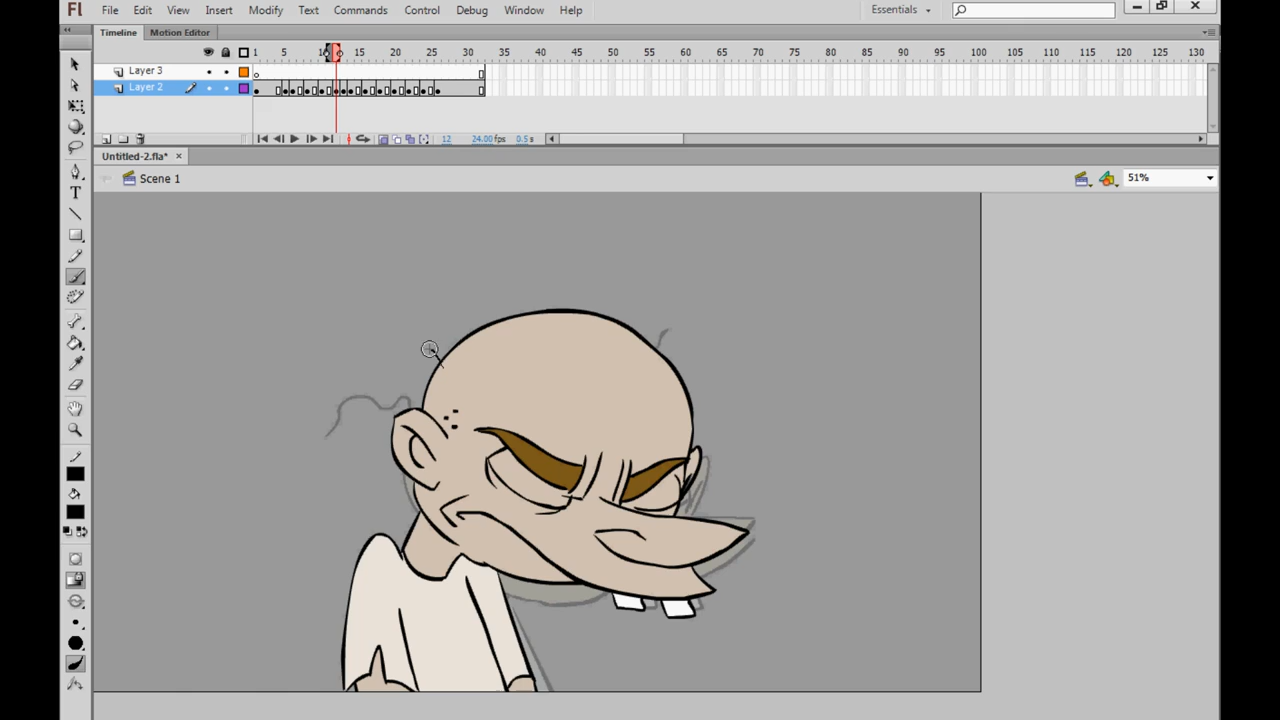 Fl File Edit View Insert Modify Text Commands Control Debug Window Help Essentials
Timeline Motion Editor
1 5 10 15 20 25 30 35 40 45 50 55 60 65 70 75 80 85 90 95 100 105 110 115 120 125 130
Layer 3
Layer 2
12 24.00 fps 0.5 s
Untitled-2.fla* ×
Scene 1 51%
T